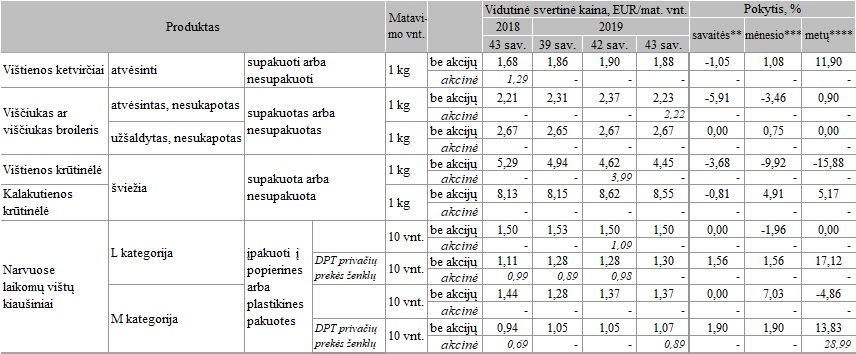 Produktas Matavi-mo vnt. Vidutinė svertinė kaina, EUR/mat. vnt. Pokytis, %
2018 2019 savaitės** mėnesio*** metų****
43 sav. 39 sav. 42 sav. 43 sav.
Vištienos ketvirčiai atvėsinti supakuoti arba nesupakuoti 1 kg be akcijų 1,68 1,86 1,90 1,88 -1,05 1,08 11,90
akcinė 1,29 - - - - - -
Viščiukas ar viščiukas broileris atvėsintas, nesukapotas supakuotas arba nesupakuotas 1 kg be akcijų 2,21 2,31 2,37 2,23 -5,91 -3,46 0,90
akcinė - - - 2,22 - - -
užšaldytas, nesukapotas 1 kg be akcijų 2,67 2,65 2,67 2,67 0,00 0,75 0,00
akcinė - - - - - - -
Vištienos krūtinėlė šviežia supakuota arba nesupakuota 1 kg be akcijų 5,29 4,94 4,62 4,45 -3,68 -9,92 -15,88
akcinė - - 3,99 - - - -
Kalakutienos krūtinėlė 1 kg be akcijų 8,13 8,15 8,62 8,55 -0,81 4,91 5,17
akcinė - - - - - - -
Narvuose laikomų vištų kiaušiniai L kategorija įpakuoti į popierines arba plastikines pakuotes 10 vnt. be akcijų 1,50 1,53 1,50 1,50 0,00 -1,96 0,00
akcinė - - 1,09 - - - -
DPT privačių prekės ženklų 10 vnt. be akcijų 1,11 1,28 1,28 1,30 1,56 1,56 17,12
akcinė 0,99 0,89 0,98 - - - -
M kategorija 10 vnt. be akcijų 1,44 1,28 1,37 1,37 0,00 7,03 -4,86
akcinė - - - - - - -
DPT privačių prekės ženklų 10 vnt. be akcijų 0,94 1,05 1,05 1,07 1,90 1,90 13,83
akcinė 0,69 - - 0,89 - - 28,99